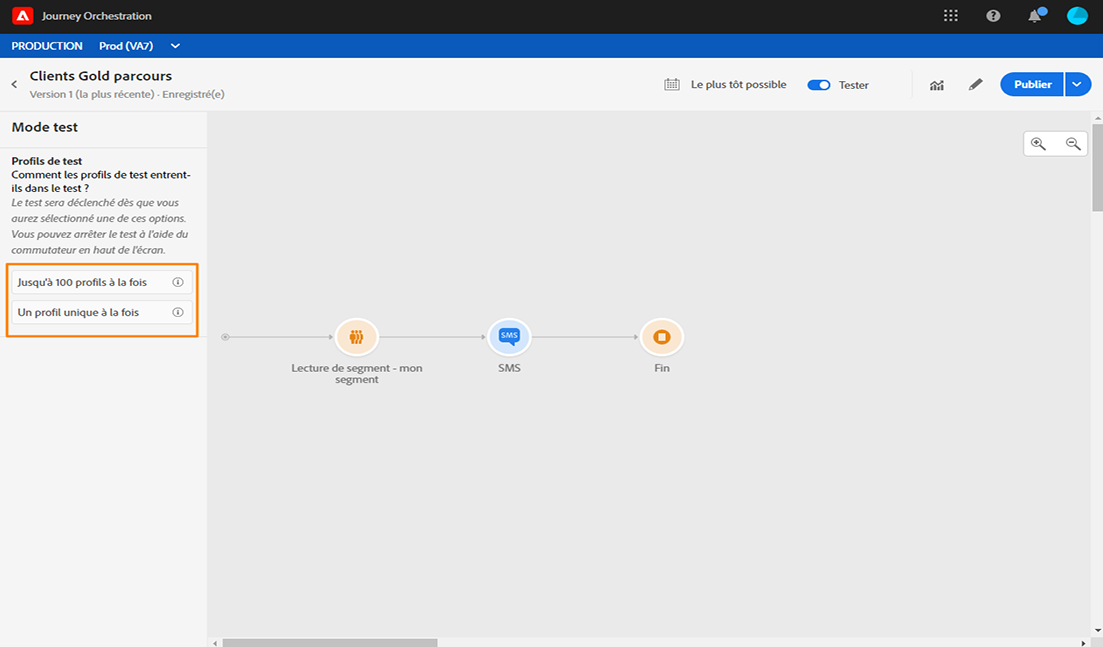 Journey Orchestration
PRODUCTION Prod (VA7)
Clients Gold parcours
Version 1 (la plus récente) - Enregistré(e)
Le plus tôt possible
Tester
Publier
Mode test
Profils de test
Comment les profils de test entrent-
ils dans le test ?
Le test sera déclenché dès que vous
aurez sélectionné une de ces options.
Vous pouvez arrêter le test à l'aide du
commutateur en haut de l'écran.
Jusqu'à 100 profils à la fois
Un profil unique à la fois
SMS
Lecture de segment - mon
segment
SMS
Fin